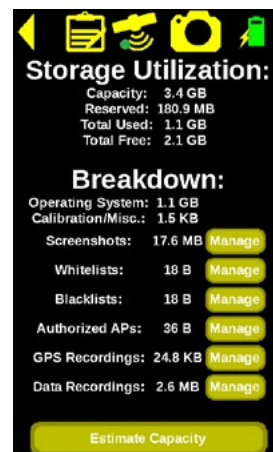 Storage Utilization:
Capacity: 3.4 GB
Reserved: 180.9 MB
Total Used: 1.1 GB
Total Free: 2.1 GB
Breakdown:
Operating System: 1.1 GB
Calibration/Misc.: 1.5 KB
Screenshots: 17.6 MB Manage
Whitelists: 18 B Manage
Blacklists: 18 B Manage
Authorized APs: 36 B Manage
GPS Recordings: 24.8 KB Manage
Data Recordings: 2.6 MB Manage
Estimate Capacity